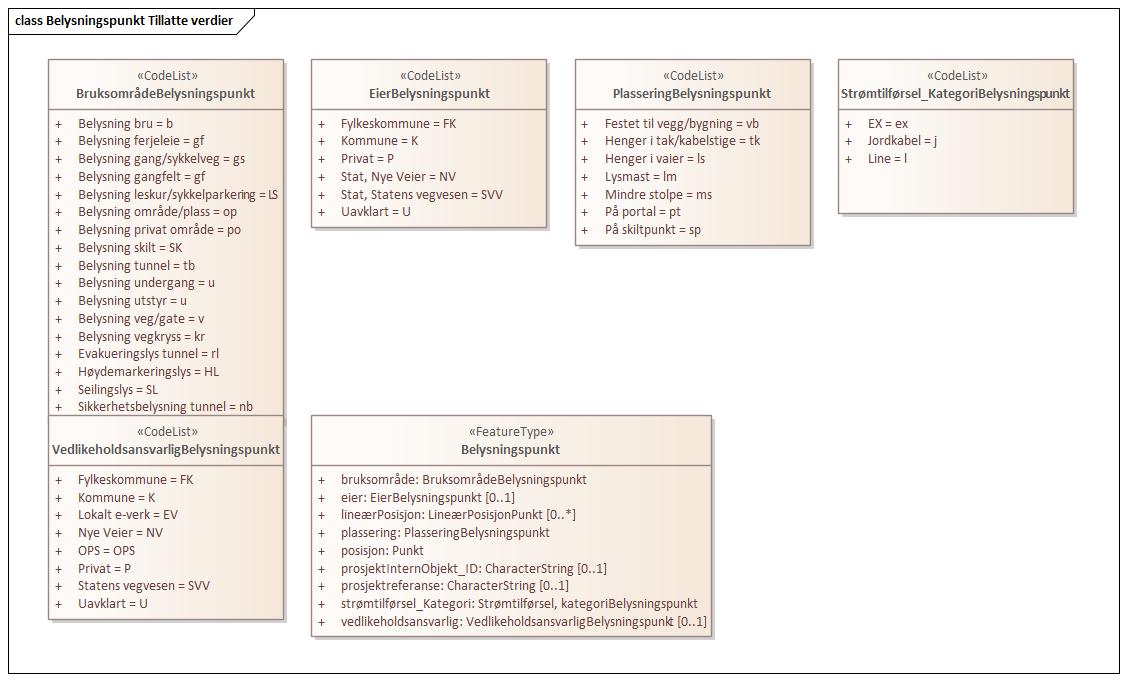 class Belysningspunkt Tillatte verdier
«CodeList»
BruksområdeBelysningspunkt
+ Belysning bru = b
+ Belysning ferjeleie = gf
+ Belysning gang/sykkelveg = gs
+ Belysning gangfelt = gf
+ Belysning leskur/sykkelparkering = LS
+ Belysning område/plass = op
+ Belysning privat område = po
+ Belysning skilt = SK
+ Belysning tunnel = tb
+ Belysning undergang = u
+ Belysning utstyr = u
+ Belysning veg/gate = v
+ Belysning vegkryss = kr
+ Evakueringslys tunnel = rl
+ Høydemarkeringslys = HL
+ Seilingslys = SL
+ Sikkerhetsbelysning tunnel = nb
«CodeList»
EierBelysningspunkt
+ Fylkeskommune = FK
+ Kommune = K
+ Privat = P
+ Stat, Nye Veier = NV
+ Stat, Statens vegvesen = SVV
+ Uavklart = U
«CodeList»
PlasseringBelysningspunkt
+ Festet til vegg/bygning = vb
+ Henger i tak/kabelstige = tk
+ Henger i vaier = ls
+ Lysmast = lm
+ Mindre stolpe = ms
+ På portal = pt
+ På skiltpunkt = sp
«CodeList»
Strømtilførsel_KategoriBelysningspunkt
+ EX = ex
+ Jordkabel = j
+ Line = l
«CodeList»
VedlikeholdsansvarligBelysningspunkt
+ Fylkeskommune = FK
+ Kommune = K
+ Lokalt e-verk = EV
+ Nye Veier = NV
+ OPS = OPS
+ Privat = P
+ Statens vegvesen = SVV
+ Uavklart = U
«FeatureType»
Belysningspunkt
+ bruksområde: BruksområdeBelysningspunkt
+ eier: EierBelysningspunkt [0..1]
+ lineærPosisjon: LineærPosisjonPunkt [0..*]
+ plassering: PlasseringBelysningspunkt
+ posisjon: Punkt
+ prosjektInternObjekt_ID: CharacterString [0..1]
+ prosjektreferanse: CharacterString [0..1]
+ strømtilførsel_Kategori: Strømtilførsel, kategoriBelysningspunkt
+ vedlikeholdsansvarlig: VedlikeholdsansvarligBelysningspunkt [0..1]